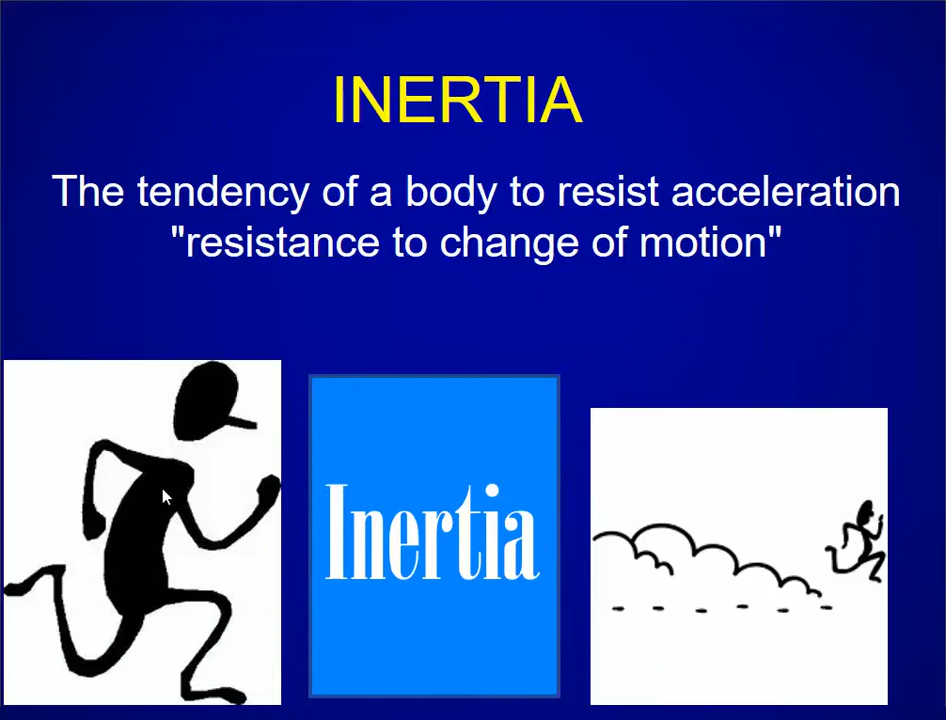 INERTIA
The tendency of a body to resist acceleration
"resistance to change of motion"
Inertia